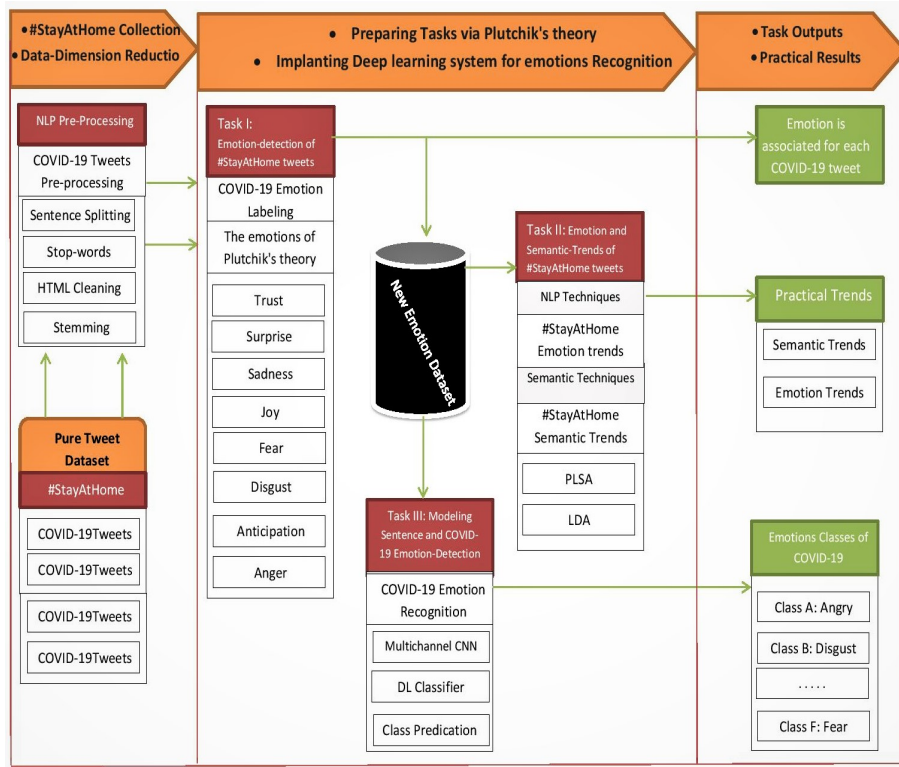 • #StayAtHome Collection
• Data-Dimension Reductio
• Preparing Tasks via Plutchik's theory
• Implanting Deep learning system for emotions Recognition
• Task Outputs
• Practical Results
NLP Pre-Processing
COVID-19 Tweets
Pre-processing
Sentence Splitting
Stop-words
HTML Cleaning
Stemming
Pure Tweet
Dataset
#StayAtHome
COVID-19Tweets
COVID-19Tweets
COVID-19Tweets
COVID-19Tweets
Task I:
Emotion-detection of
#StayAtHome tweets
COVID-19 Emotion
Labeling
The emotions of
Plutchik's theory
Trust
Surprise
Sadness
Joy
Fear
Disgust
Anticipation
Anger
New Emotion Dataset
Task II: Emotion and
Semantic-Trends of
#StayAtHome tweets
NLP Techniques
#StayAtHome
Emotion trends
Semantic Techniques
#StayAtHome
Semantic Trends
PLSA
LDA
Task III: Modeling
Sentence and COVID-
19 Emotion-Detection
COVID-19 Emotion
Recognition
Multichannel CNN
DL Classifier
Class Predication
Emotion is
associated for each
COVID-19 tweet
Practical Trends
Semantic Trends
Emotion Trends
Emotions Classes of
COVID-19
Class A: Angry
Class B: Disgust
. . . . .
Class F: Fear